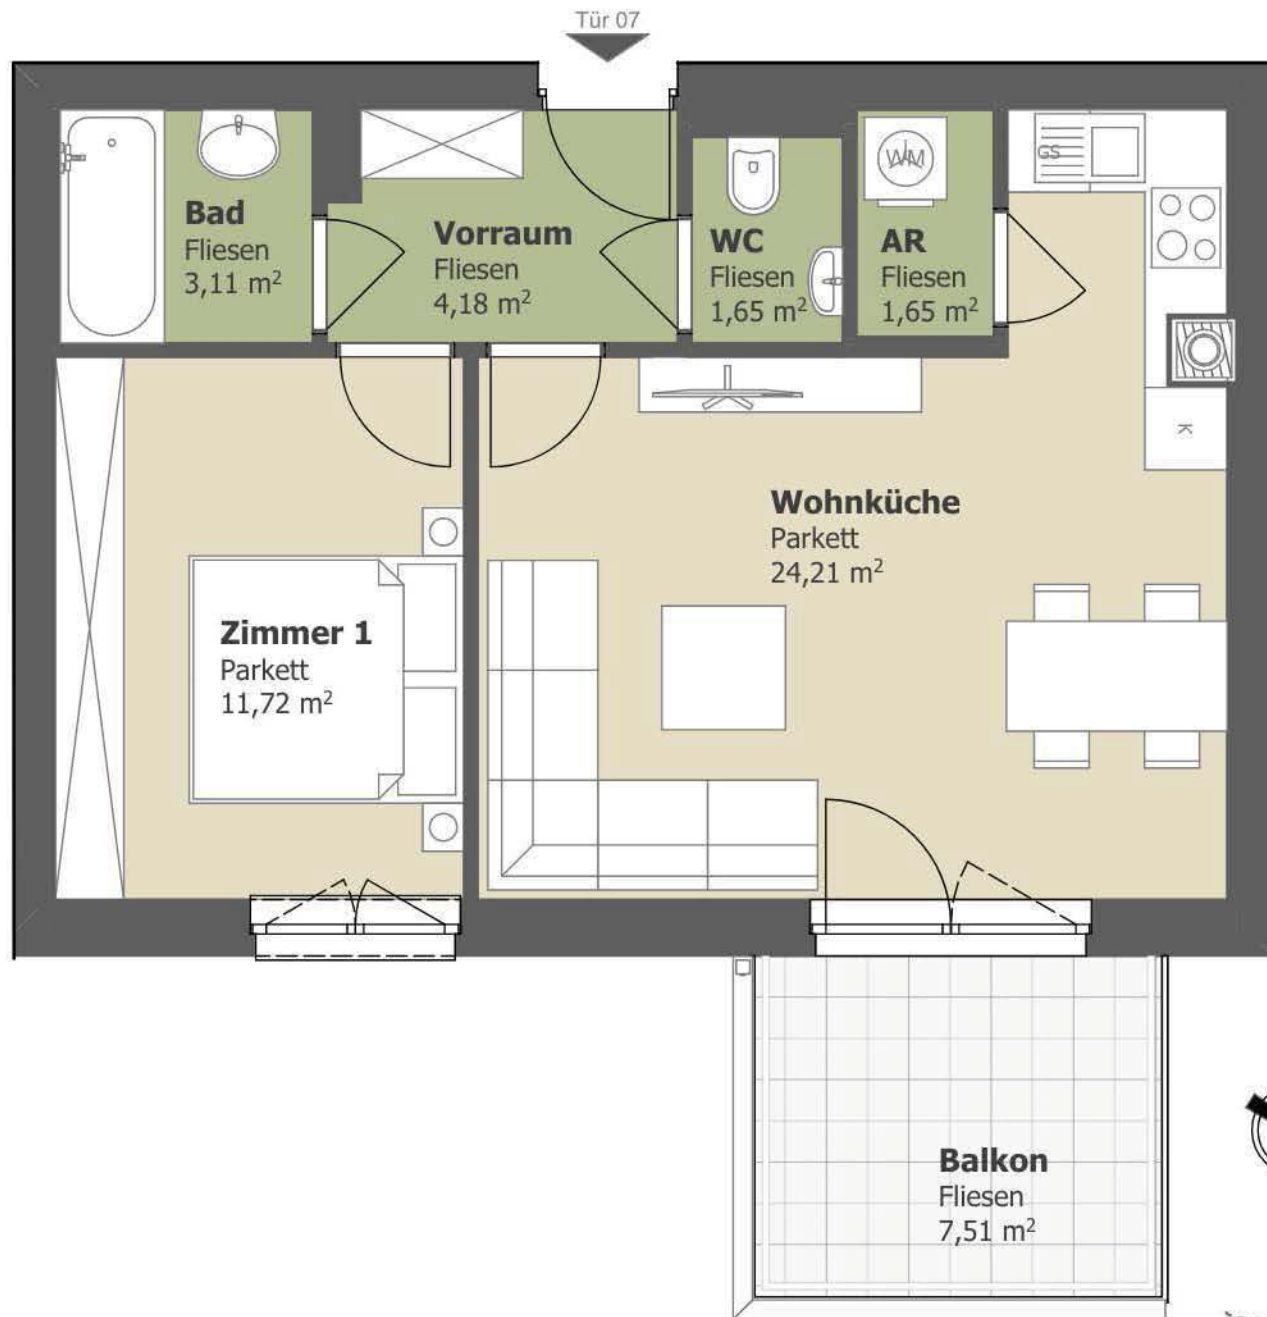 Tür 07
Bad
Fliesen
3,11 m²
Vorraum
Fliesen
4,18 m²
WC
Fliesen
1,65 m²
WM
AR
Fliesen
1,65 m²
GS
K
Wohnküche
Parkett
24,21 m²
Zimmer 1
Parkett
11,72 m²
Balkon
Fliesen
7,51 m²